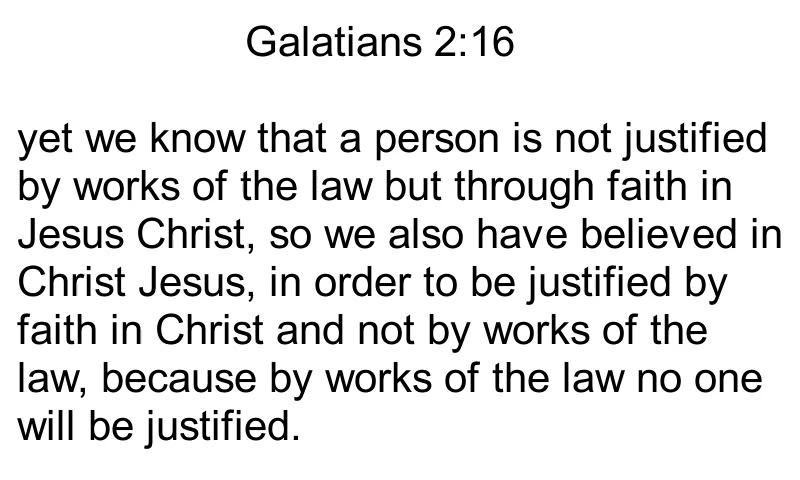 Galatians 2:16
yet we know that a person is not justified
by works of the law but through faith in
Jesus Christ, so we also have believed in
Christ Jesus, in order to be justified by
faith in Christ and not by works of the
law, because by works of the law no one
will be justified.